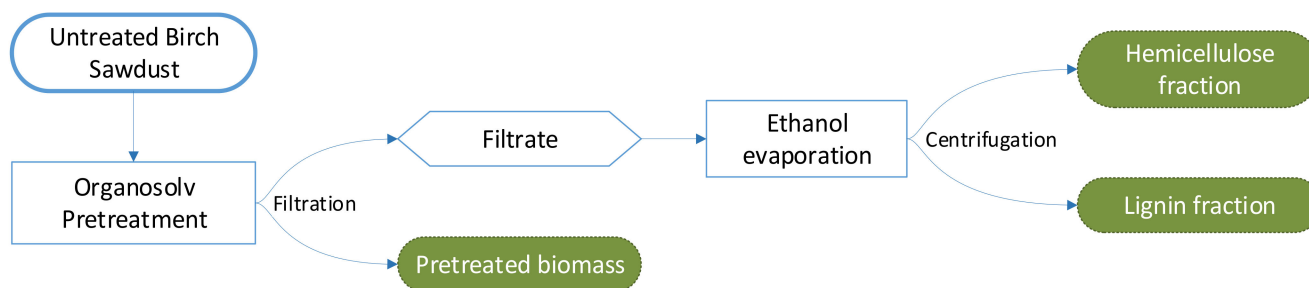 Untreated Birch
Sawdust
Organosolv
Pretreatment
Filtration
Filtrate
Pretreated biomass
Ethanol
evaporation
Centrifugation
Hemicellulose
fraction
Lignin fraction